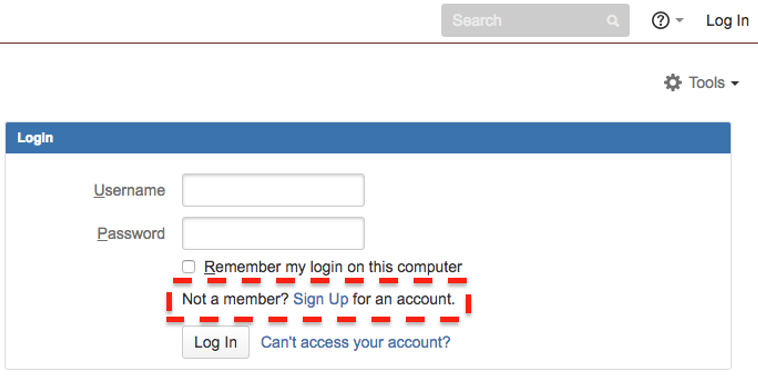 Search
Log In
Tools
Login
Username
Password
Remember my login on this computer
Not a member? Sign Up for an account.
Log In Can't access your account?